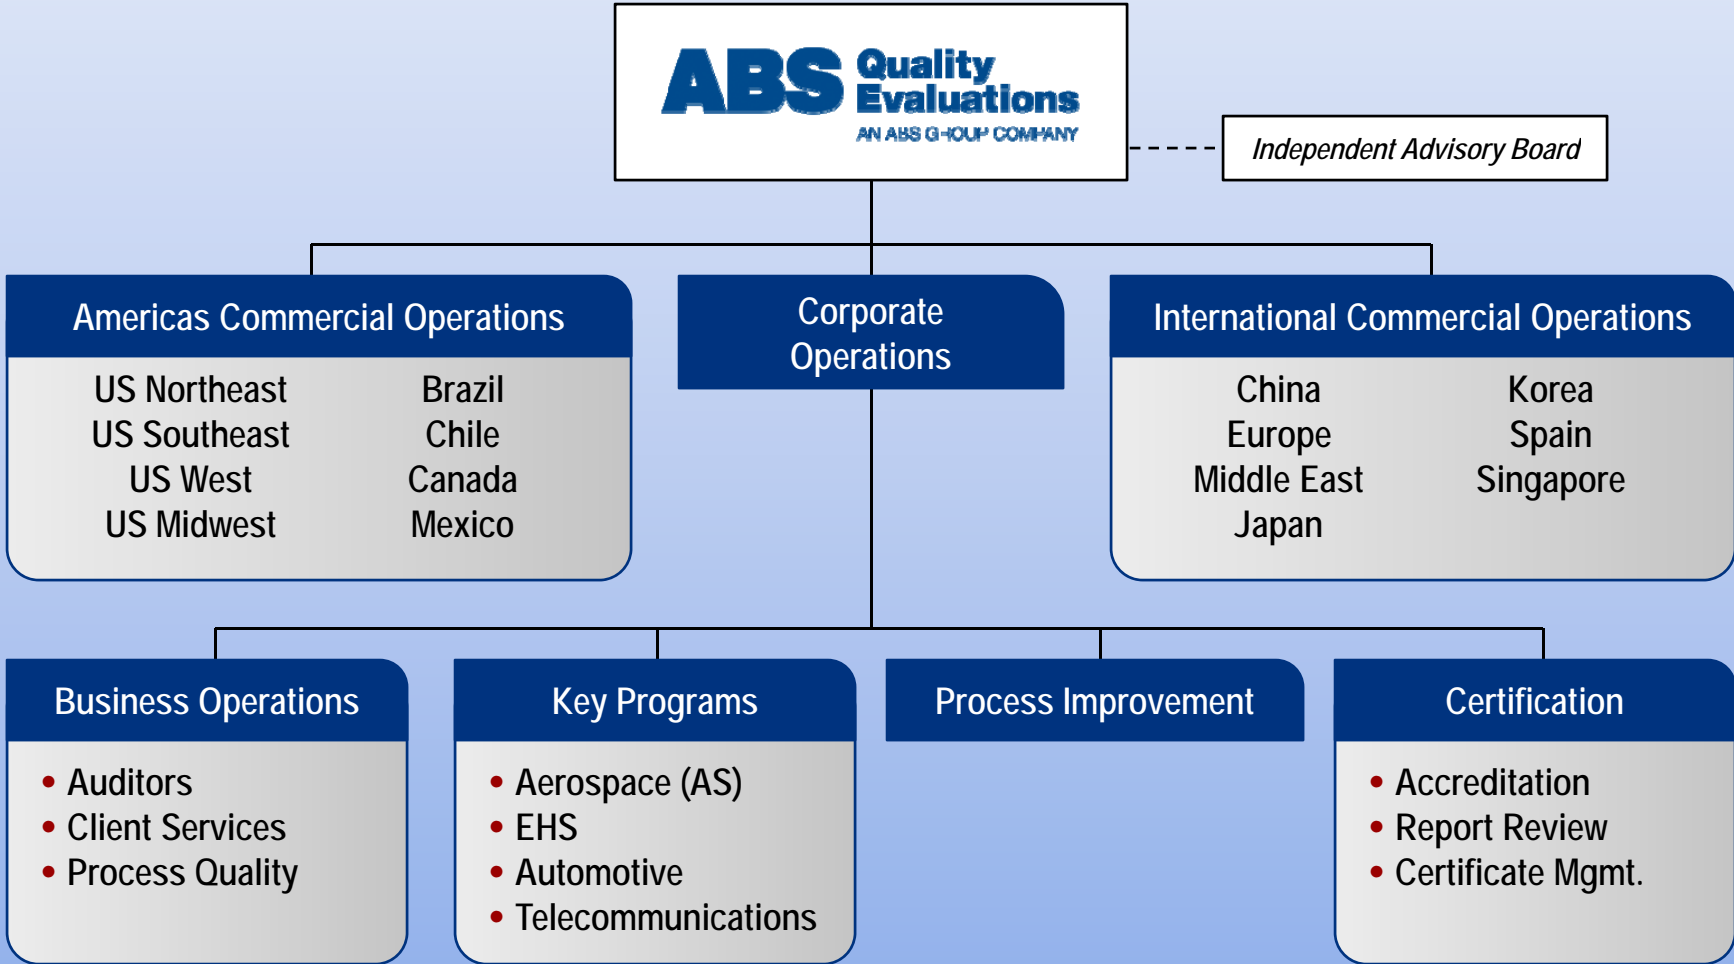 ABS Quality
Evaluations
AN ABS GROUP COMPANY
Independent Advisory Board
Americas Commercial Operations
US Northeast
US Southeast
US West
US Midwest
Brazil
Chile
Canada
Mexico
Corporate
Operations
International Commercial Operations
China
Europe
Middle East
Japan
Korea
Spain
Singapore
Business Operations
• Auditors
• Client Services
• Process Quality
Key Programs
• Aerospace (AS)
• EHS
• Automotive
• Telecommunications
Process Improvement
Certification
• Accreditation
• Report Review
• Certificate Mgmt.